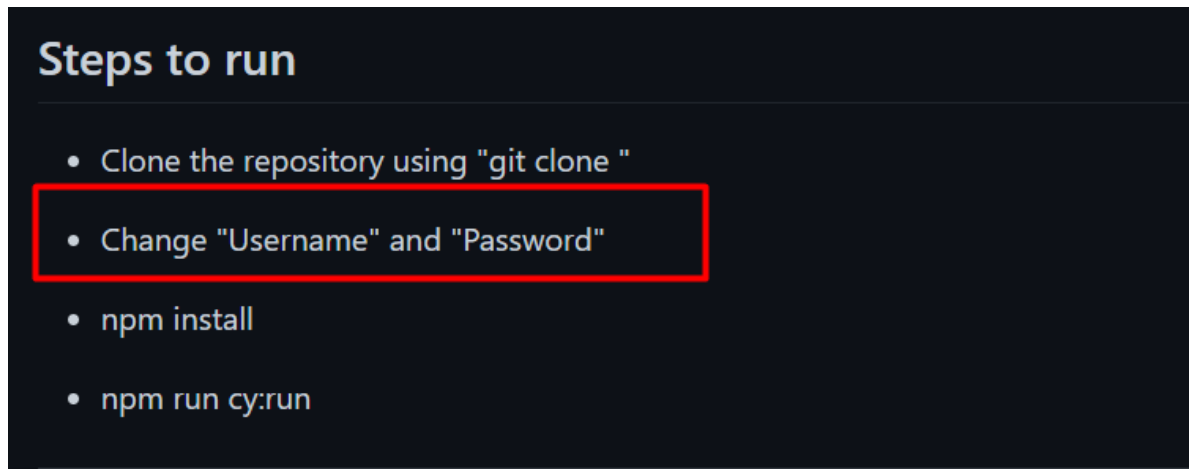 Steps to run
Clone the repository using "git clone "
Change "Username" and "Password"
npm install
npm run cy:run